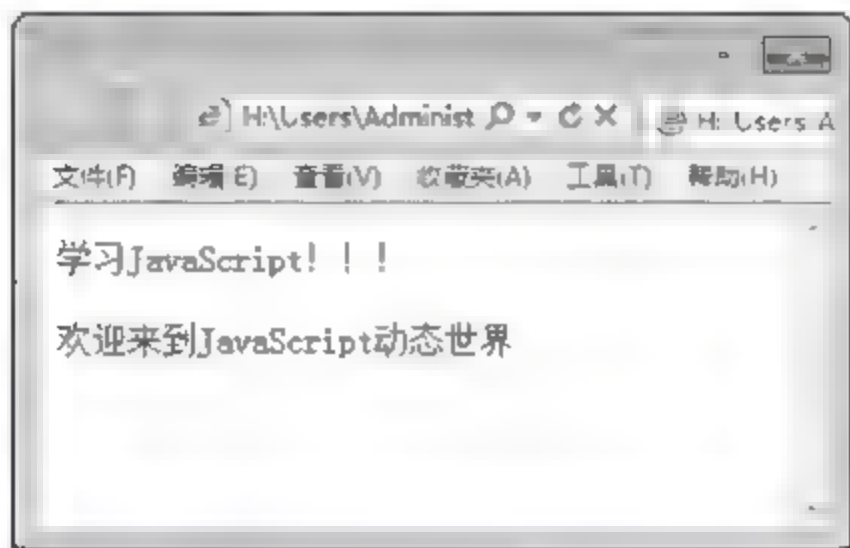 H:\Users\Administ H: Users A
文件(F) 编辑(E) 查看(V) 收藏夹(A) 工具(T) 帮助(H)
学习JavaScript！！！
欢迎来到JavaScript动态世界